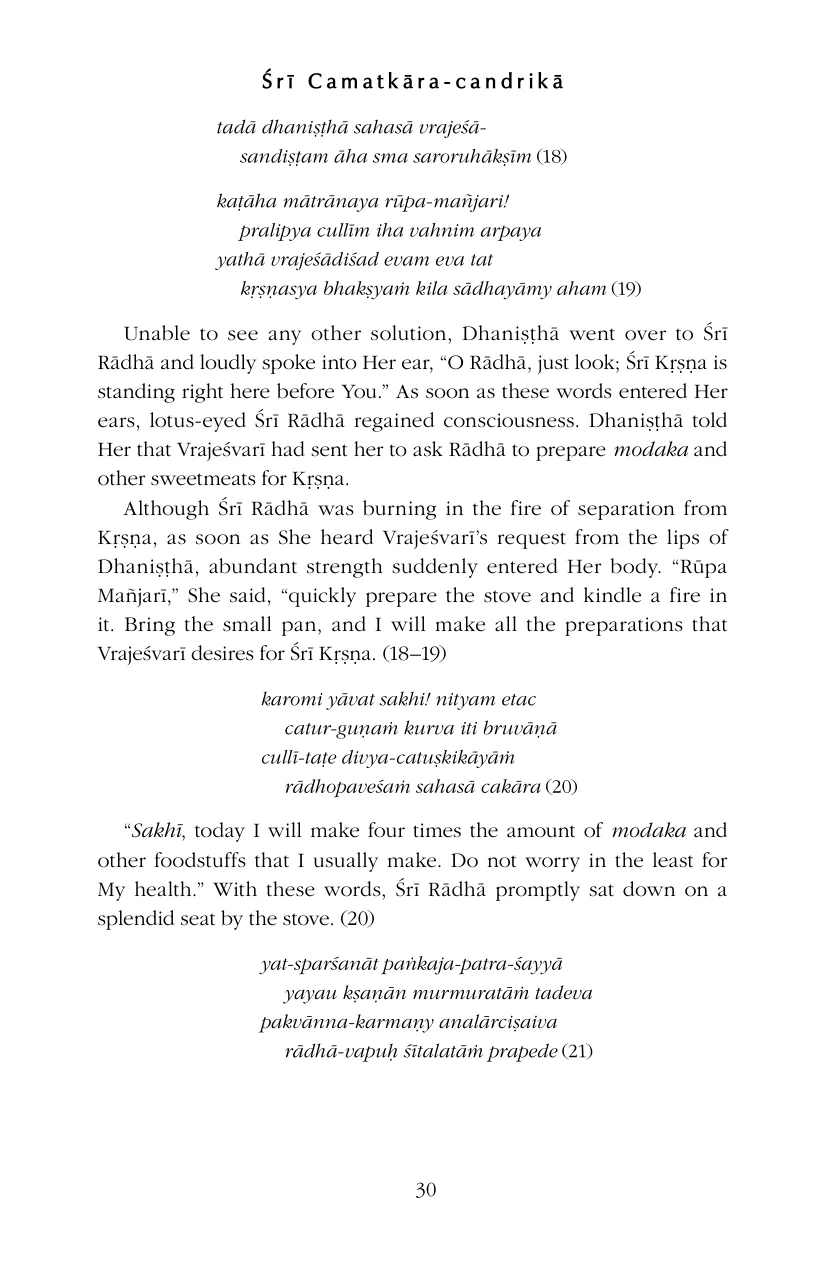 Śrī Camatkāra-candrikā
tadā dhaniṣṭhā sahasā vrajeśā-
sandiṣṭam āha sma saroruhākṣīm (18)
kaṭāha mātrānaya rūpa-mañjari!
pralipya cullīm iha vahnim arpaya
yathā vrajeśādiśad evam eva tat
kṛṣṇasya bhakṣyaṁ kila sādhayāmy aham (19)
Unable to see any other solution, Dhaniṣṭhā went over to Śrī
Rādhā and loudly spoke into Her ear, “O Rādhā, just look; Śrī Kṛṣṇa is
standing right here before You.” As soon as these words entered Her
ears, lotus-eyed Śrī Rādhā regained consciousness. Dhaniṣṭhā told
Her that Vrajeśvarī had sent her to ask Rādhā to prepare modaka and
other sweetmeats for Kṛṣṇa.
Although Śrī Rādhā was burning in the fire of separation from
Kṛṣṇa, as soon as She heard Vrajeśvarī’s request from the lips of
Dhaniṣṭhā, abundant strength suddenly entered Her body. “Rūpa
Mañjarī,” She said, “quickly prepare the stove and kindle a fire in
it. Bring the small pan, and I will make all the preparations that
Vrajeśvarī desires for Śrī Kṛṣṇa. (18–19)
karomi yāvat sakhi! nityam etac
catur-guṇaṁ kurva iti bruvāṇā
cullī-taṭe divya-catuṣkikāyāṁ
rādhopaveśaṁ sahasā cakāra (20)
“Sakhī, today I will make four times the amount of modaka and
other foodstuffs that I usually make. Do not worry in the least for
My health.” With these words, Śrī Rādhā promptly sat down on a
splendid seat by the stove. (20)
yat-sparśanāt paṅkaja-patra-śayyā
yayau kṣaṇān murmuratāṁ tadeva
pakvānna-karmaṇy analārciṣaiva
rādhā-vapuḥ śītalatāṁ prapede (21)
30